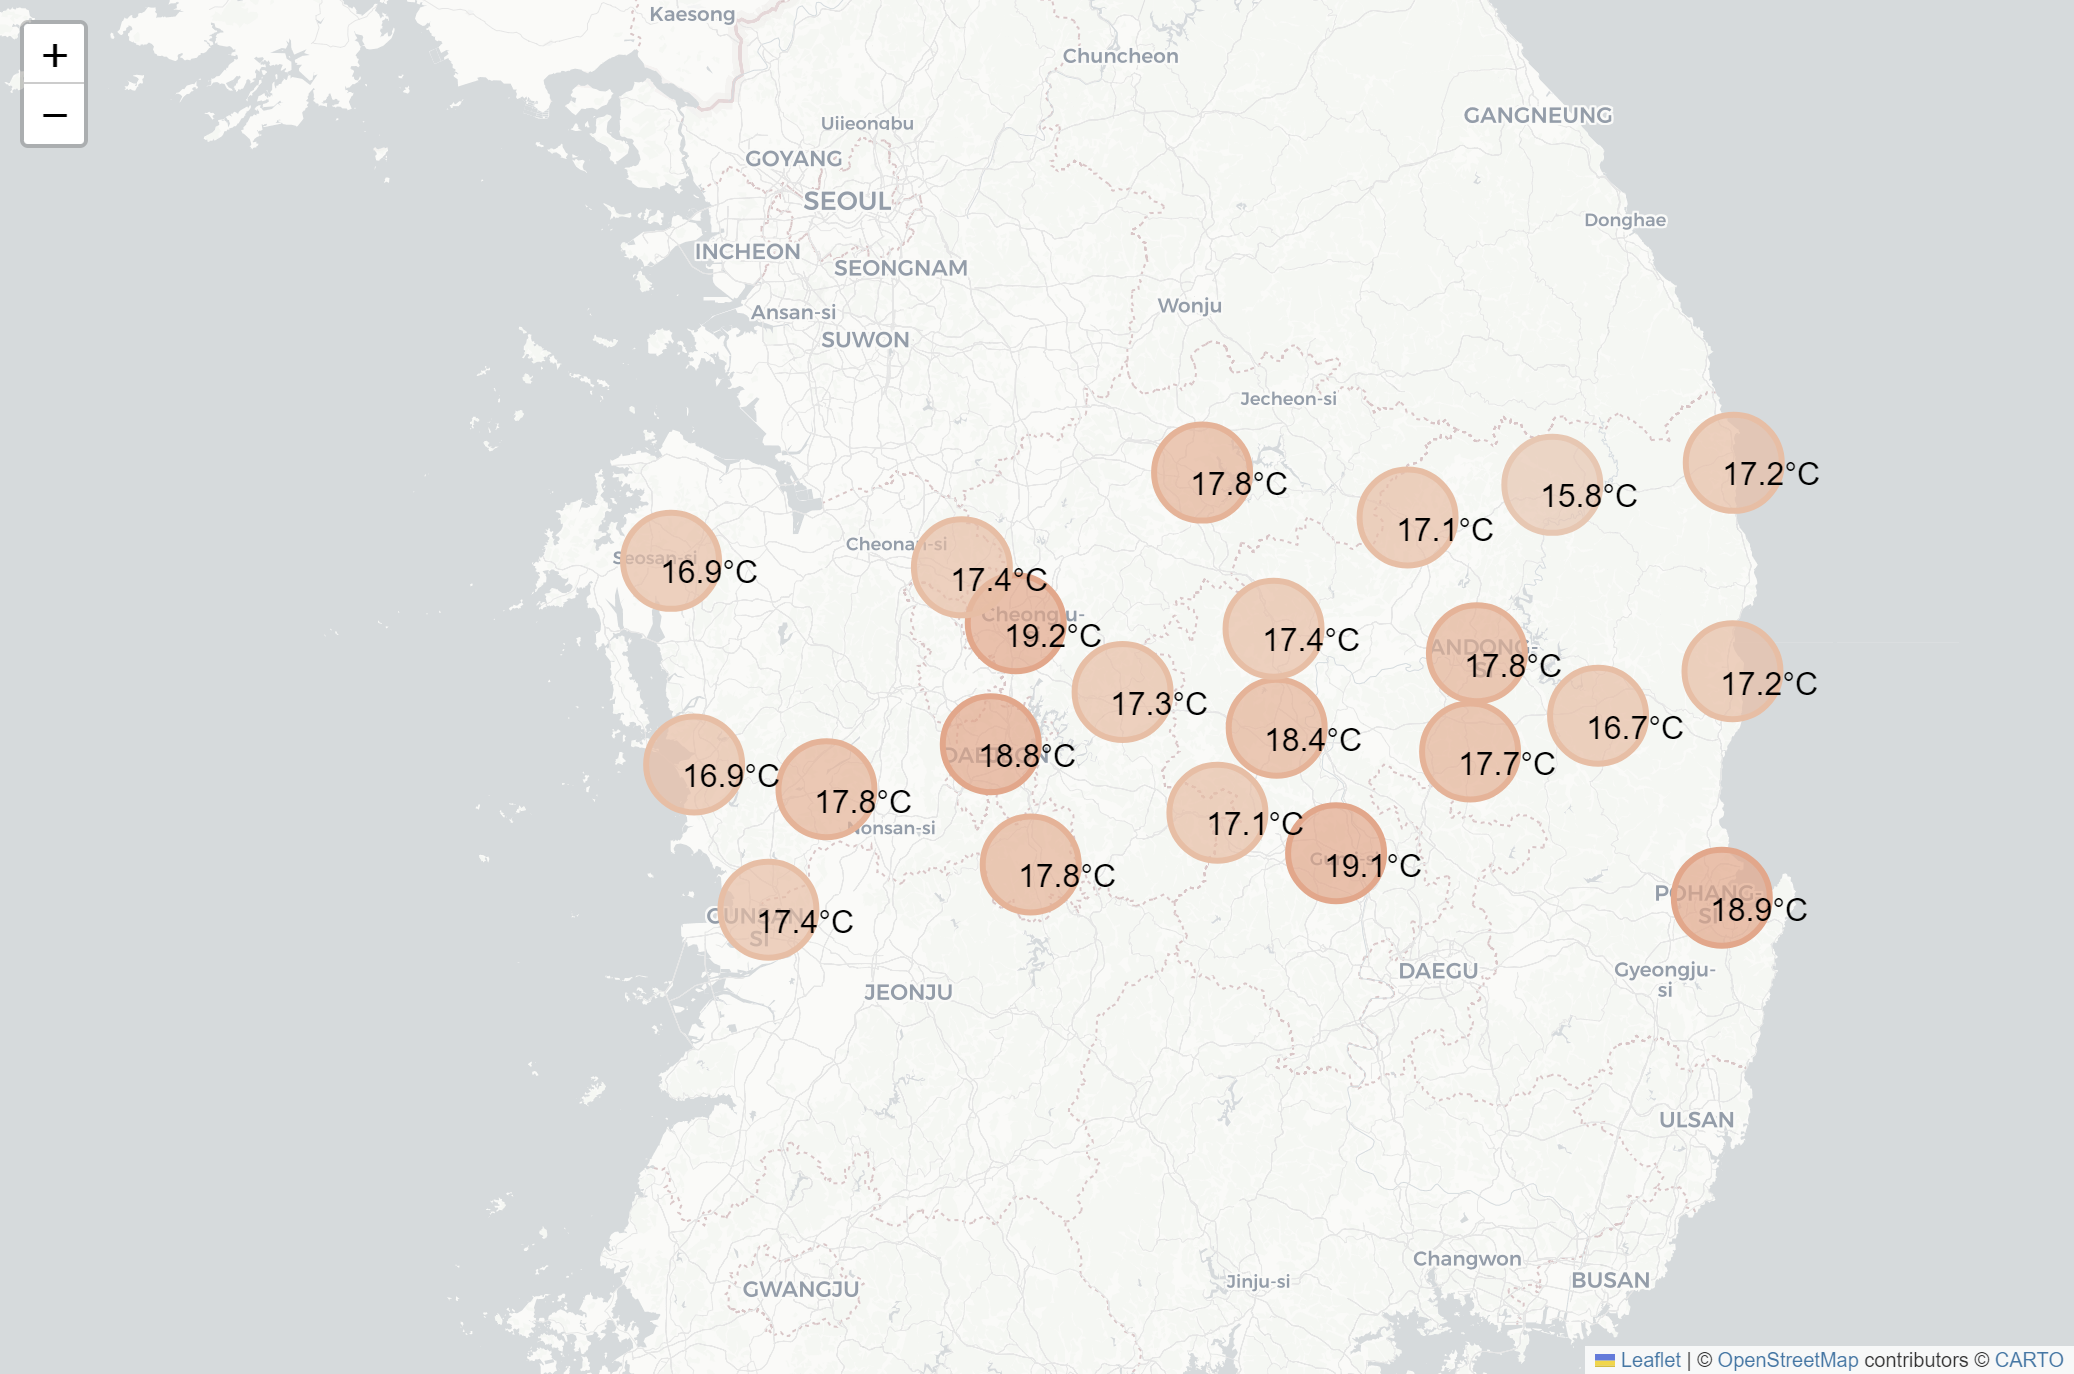 +
−
Kaesong
Chuncheon
GANGNEUNG
Uijeongbu
GOYANG
SEOUL
Donghae
INCHEON
SEONGNAM
Wonju
Ansan-si
SUWON
Jecheon-si
17.2°C
17.8°C
15.8°C
17.1°C
Cheonan-si
Seosan-si
16.9°C
17.4°C
Cheongju-
19.2°C
17.4°C
ANDONG-
SI
17.8°C
17.2°C
17.3°C
16.7°C
18.4°C
DAEJEON
18.8°C
17.7°C
16.9°C
17.8°C
Nonsan-si
17.1°C
Gumi-si
19.1°C
17.8°C
POHANG-
SI
18.9°C
GUNSAN-
SI
17.4°C
DAEGU
Gyeongju-
si
JEONJU
ULSAN
Changwon
BUSAN
Jinju-si
GWANGJU
Leaflet | © OpenStreetMap contributors © CARTO